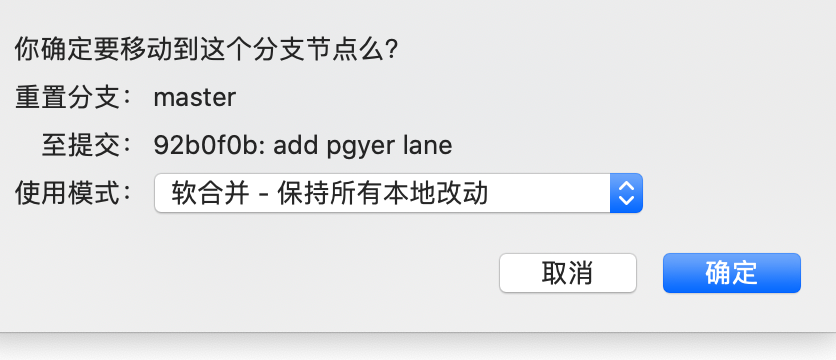 你确定要移动到这个分支节点么?
重置分支: master
至提交: 92b0f0b: add pgyer lane
使用模式: 软合并 - 保持所有本地改动
取消 确定